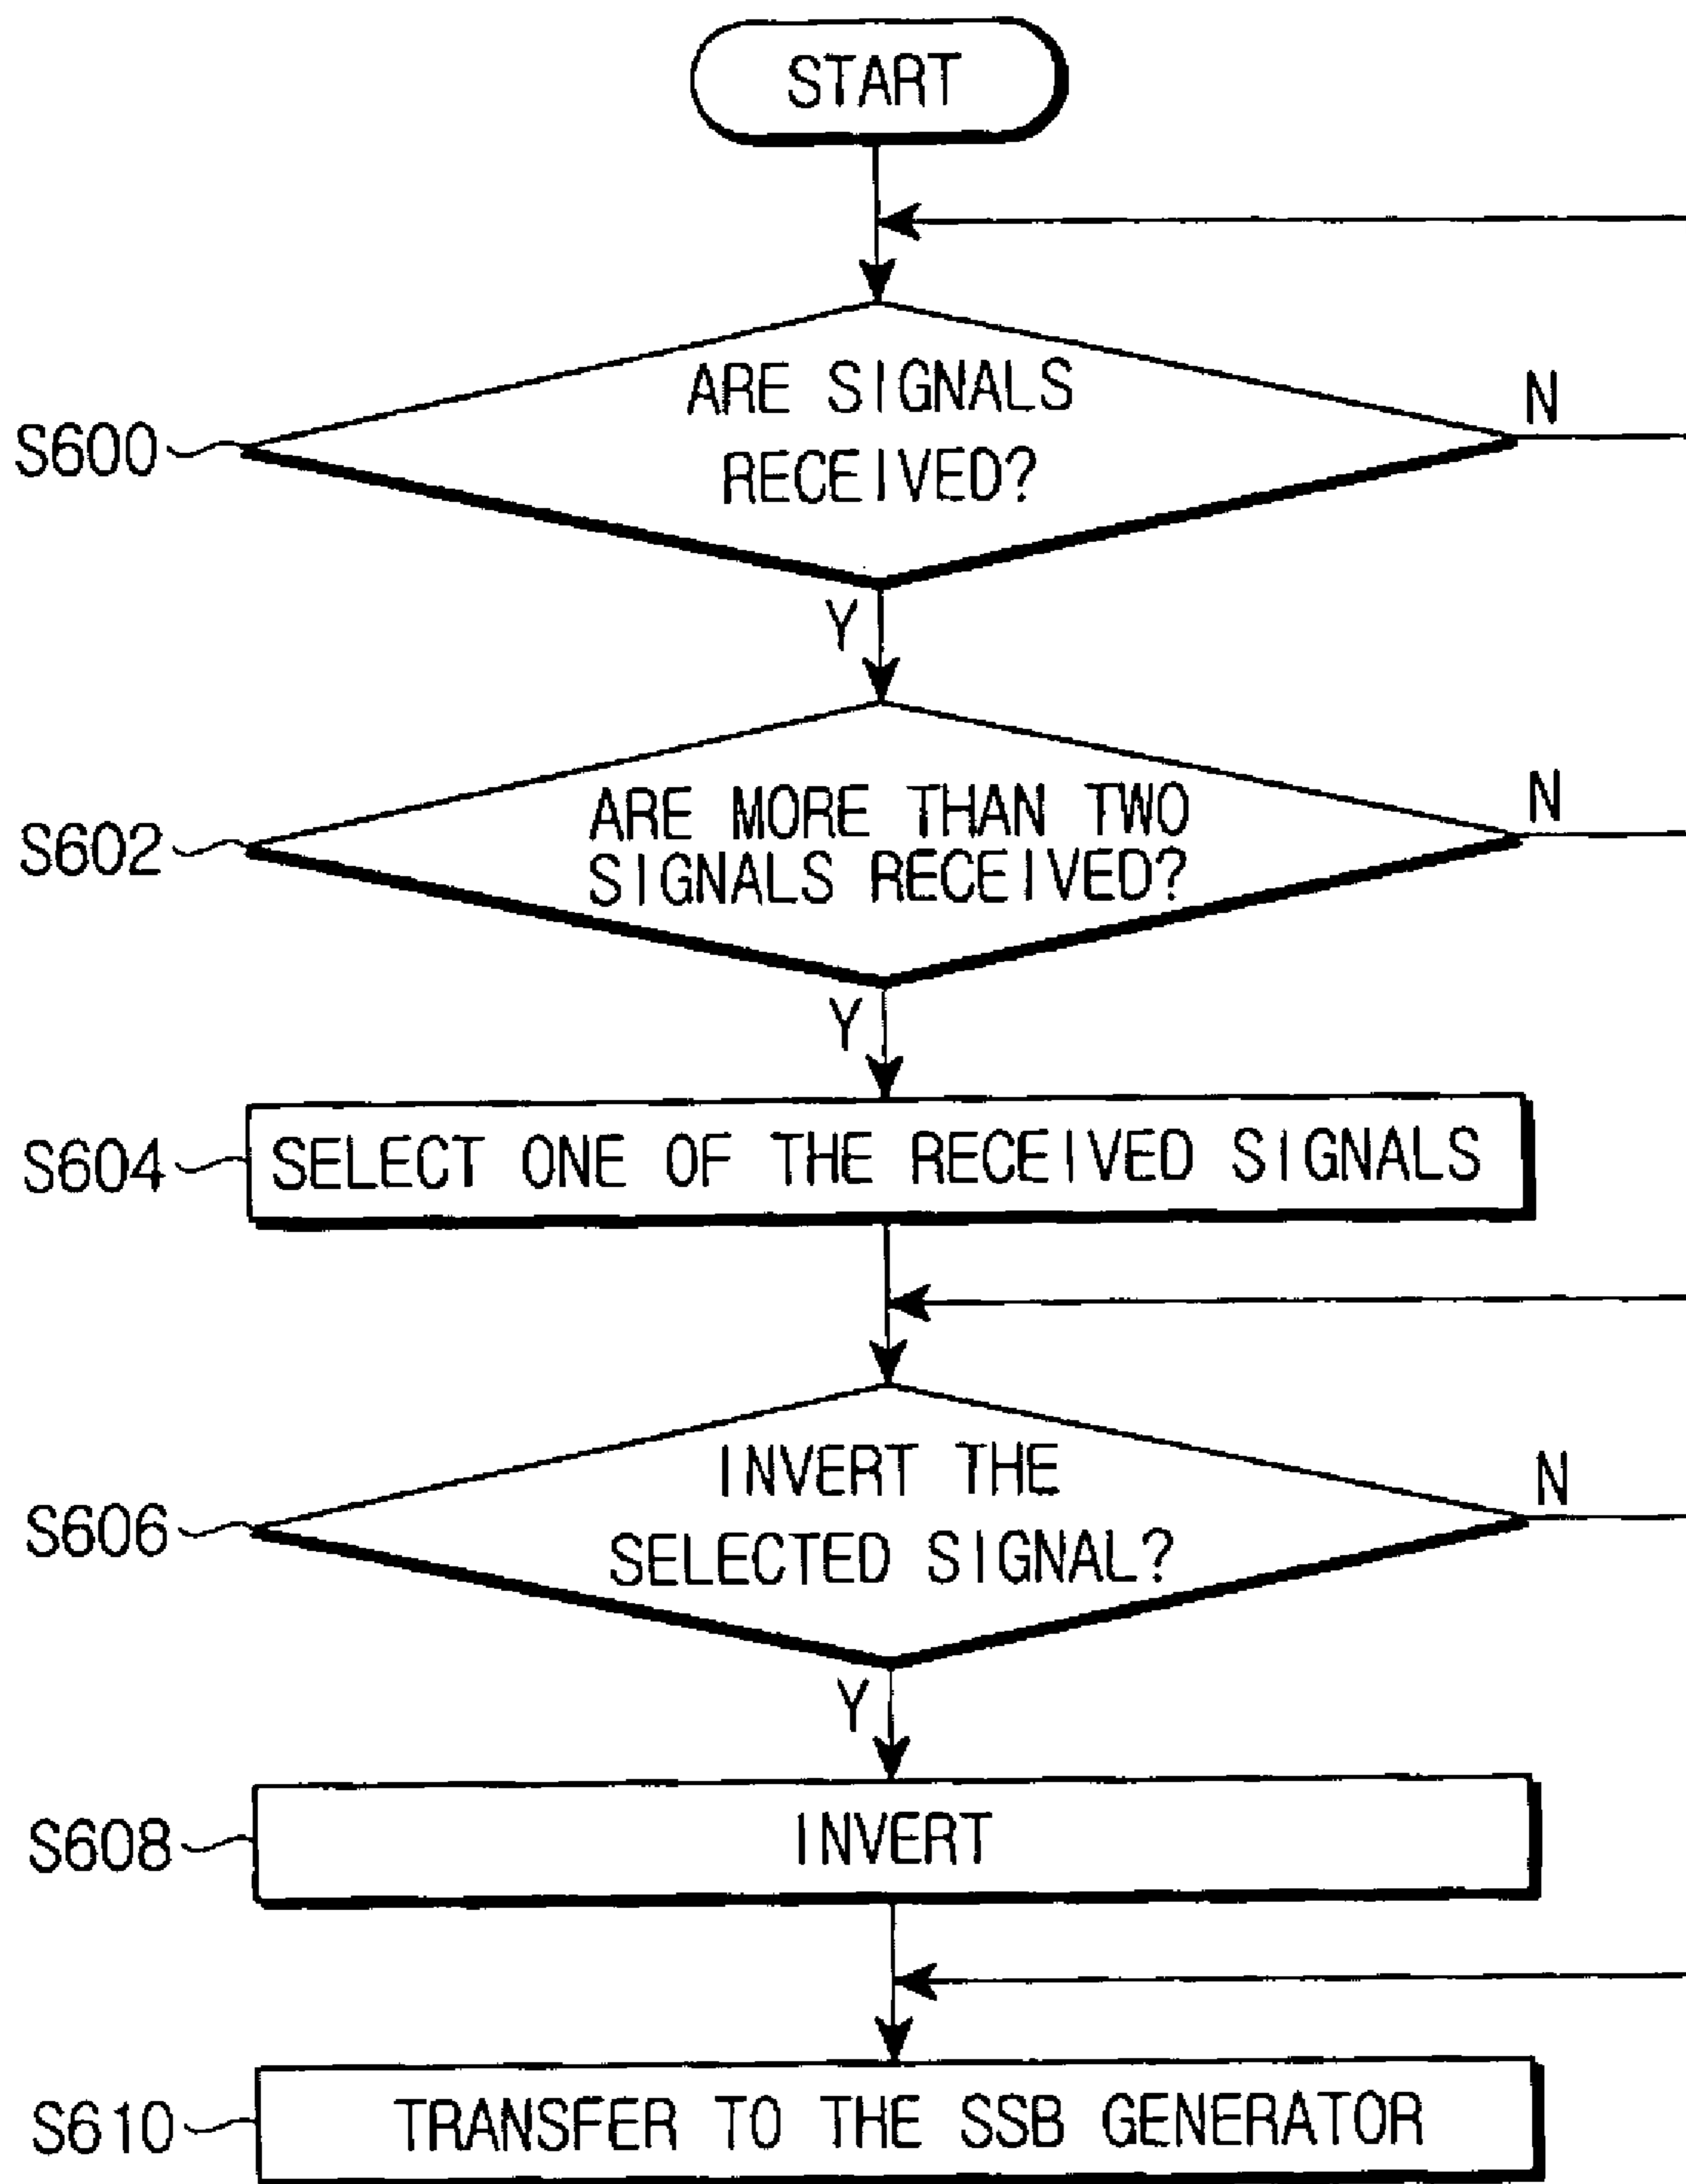 START
ARE SIGNALS
RECEIVED?
N
S600
Y
ARE MORE THAN TWO
SIGNALS RECEIVED?
N
S602
Y
S604
SELECT ONE OF THE RECEIVED SIGNALS
INVERT THE
SELECTED SIGNAL?
N
S606
Y
S608
INVERT
S610
TRANSFER TO THE SSB GENERATOR